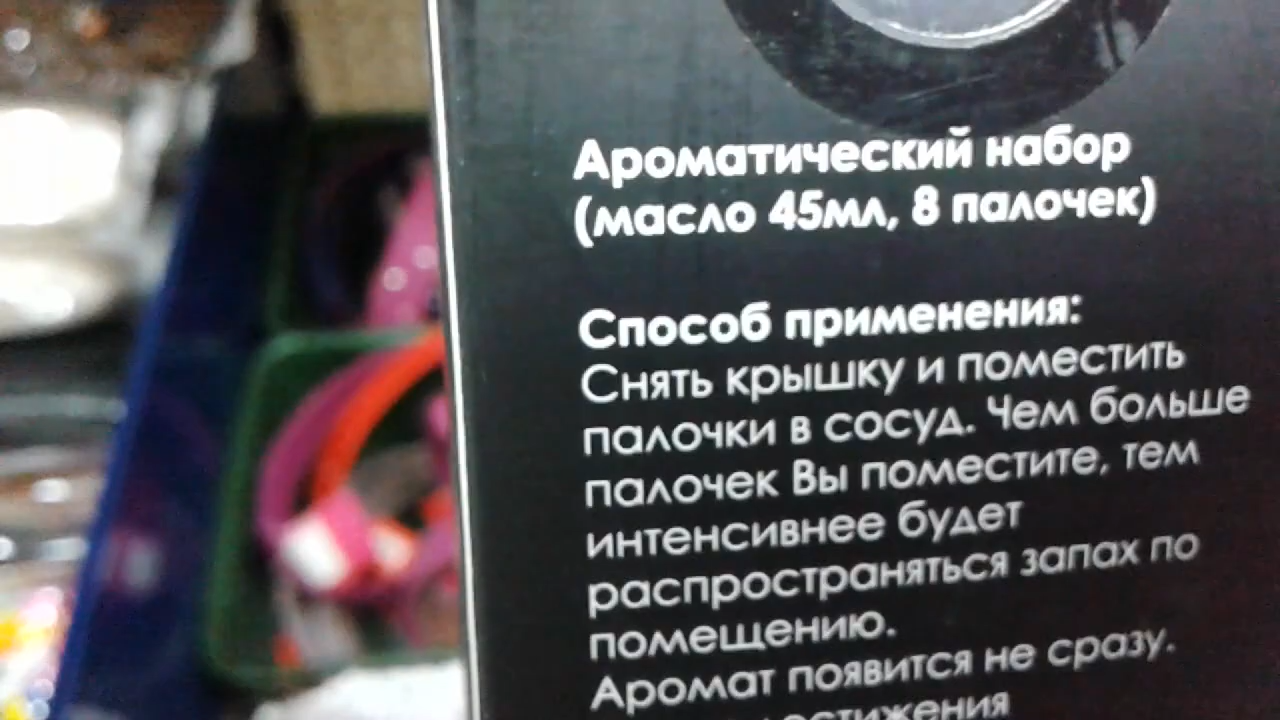 Ароматический набор
(масло 45мл, 8 палочек)
Способ применения:
Снять крышку и поместить
палочки в сосуд. Чем больше
палочек Вы поместите, тем
интенсивнее будет
распространяться запах по
помещению.
Аромат появится не сразу.